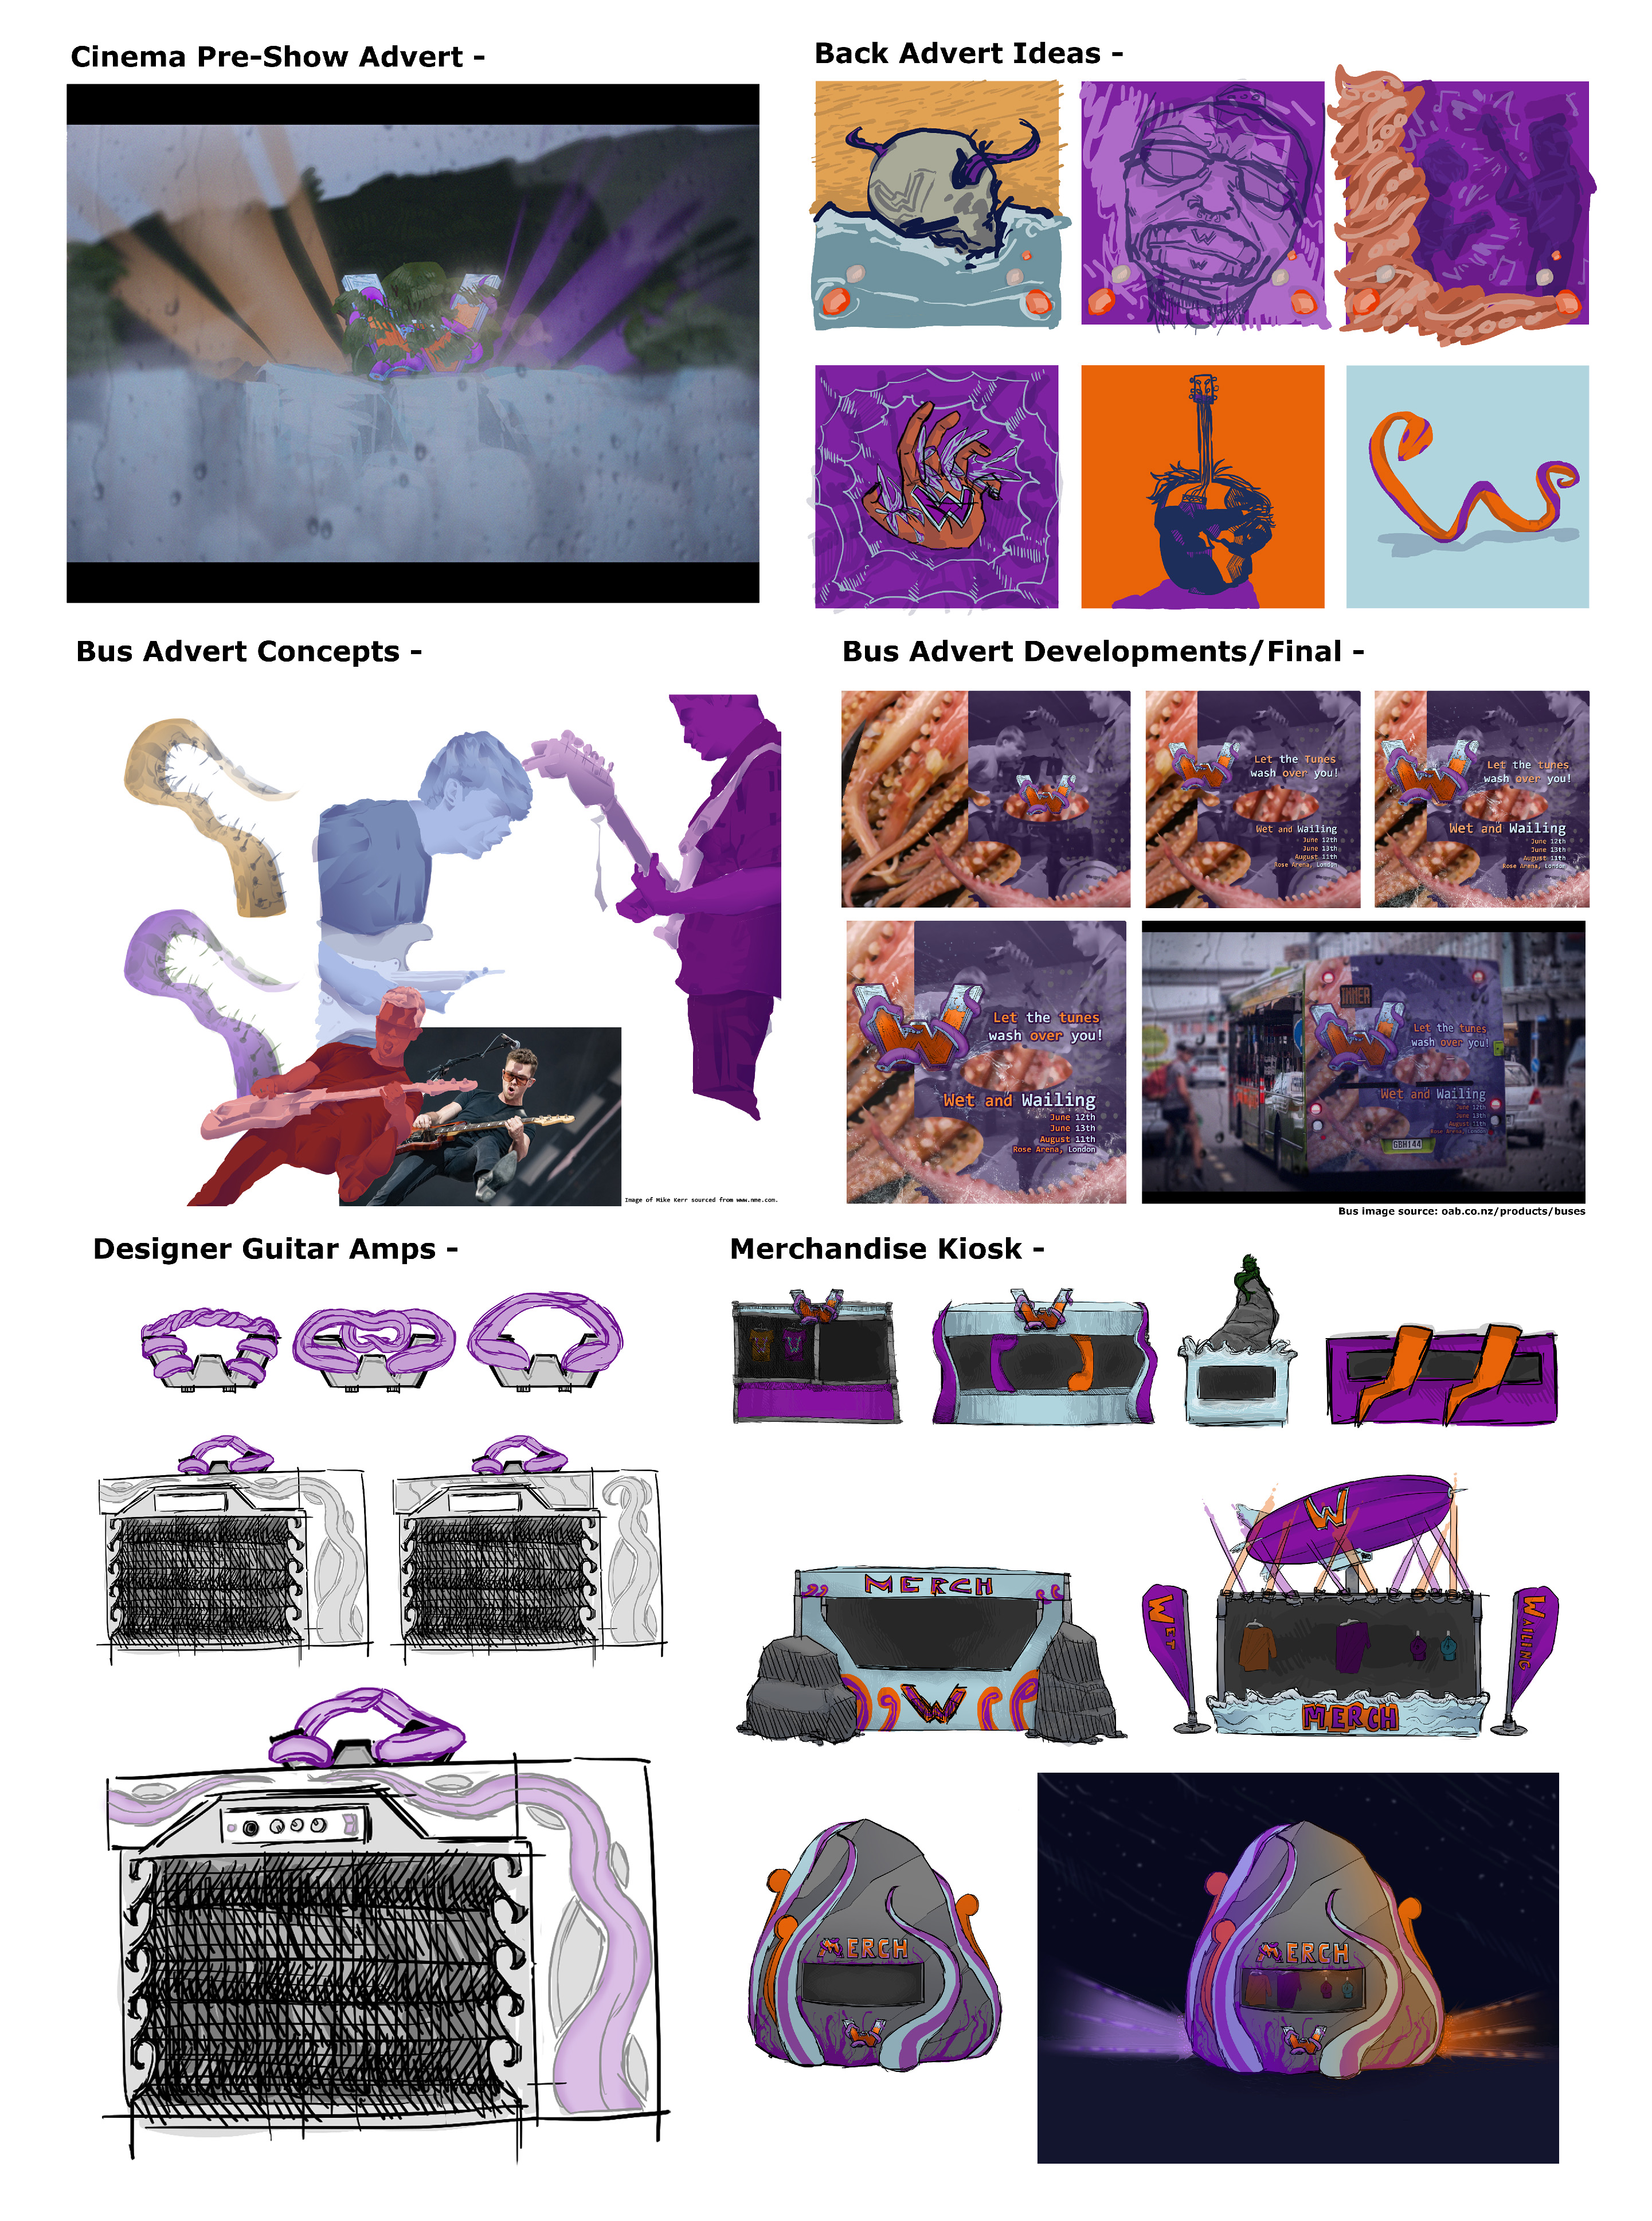 Cinema Pre-Show Advert -
Back Advert Ideas -
W
W
W
W
Bus Advert Concepts -
Image of Mike Kerr sourced from www.nme.com.
Bus Advert Developments/Final -
W
W
Let the Tunes
wash over you!
Wet and Wailing
June 12th
June 13th
August 11th
Rose Arena, London
W
Let the tunes
wash over you!
Wet and Wailing
June 12th
June 13th
August 11th
Rose Arena, London
W
Let the tunes
wash over you!
Wet and Wailing
June 12th
June 13th
August 11th
Rose Arena, London
INNER
W
Let the tunes
wash over you!
Wet and Wailing
June 12th
June 13th
August 11th
Rose Arena, London
GBH144
Bus image source: oab.co.nz/products/buses
Designer Guitar Amps -
Merchandise Kiosk -
W
W
MERCH
W
W
WET
WAILING
MERCH
MERCH
W
MERCH
W